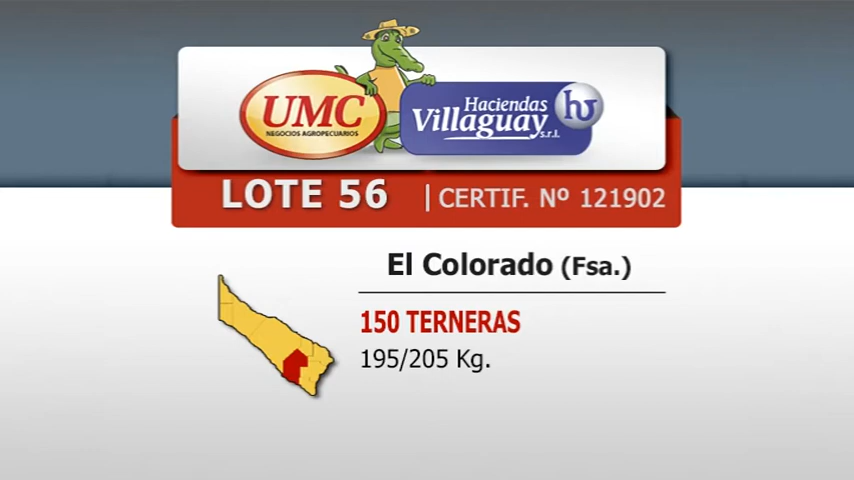 UMC
NEGOCIOS AGROPECUARIOS
Haciendas
Villaguay
s.r.l.
hv
LOTE 56 | CERTIF. Nº 121902
El Colorado (Fsa.)
150 TERNERAS
195/205 Kg.